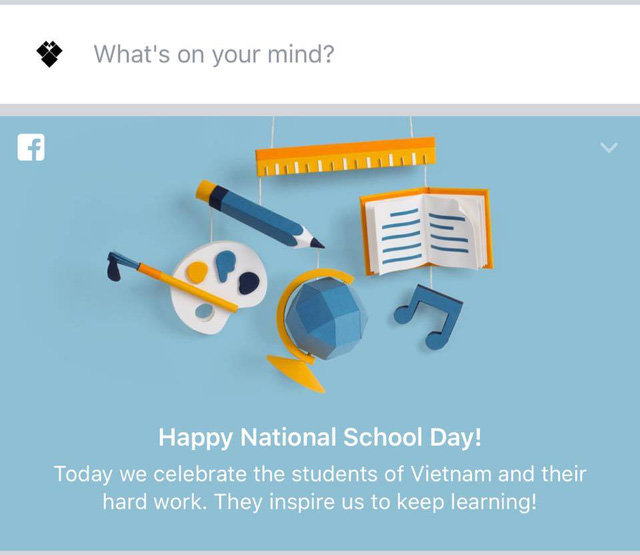 What's on your mind?
Happy National School Day!
Today we celebrate the students of Vietnam and their
hard work. They inspire us to keep learning!